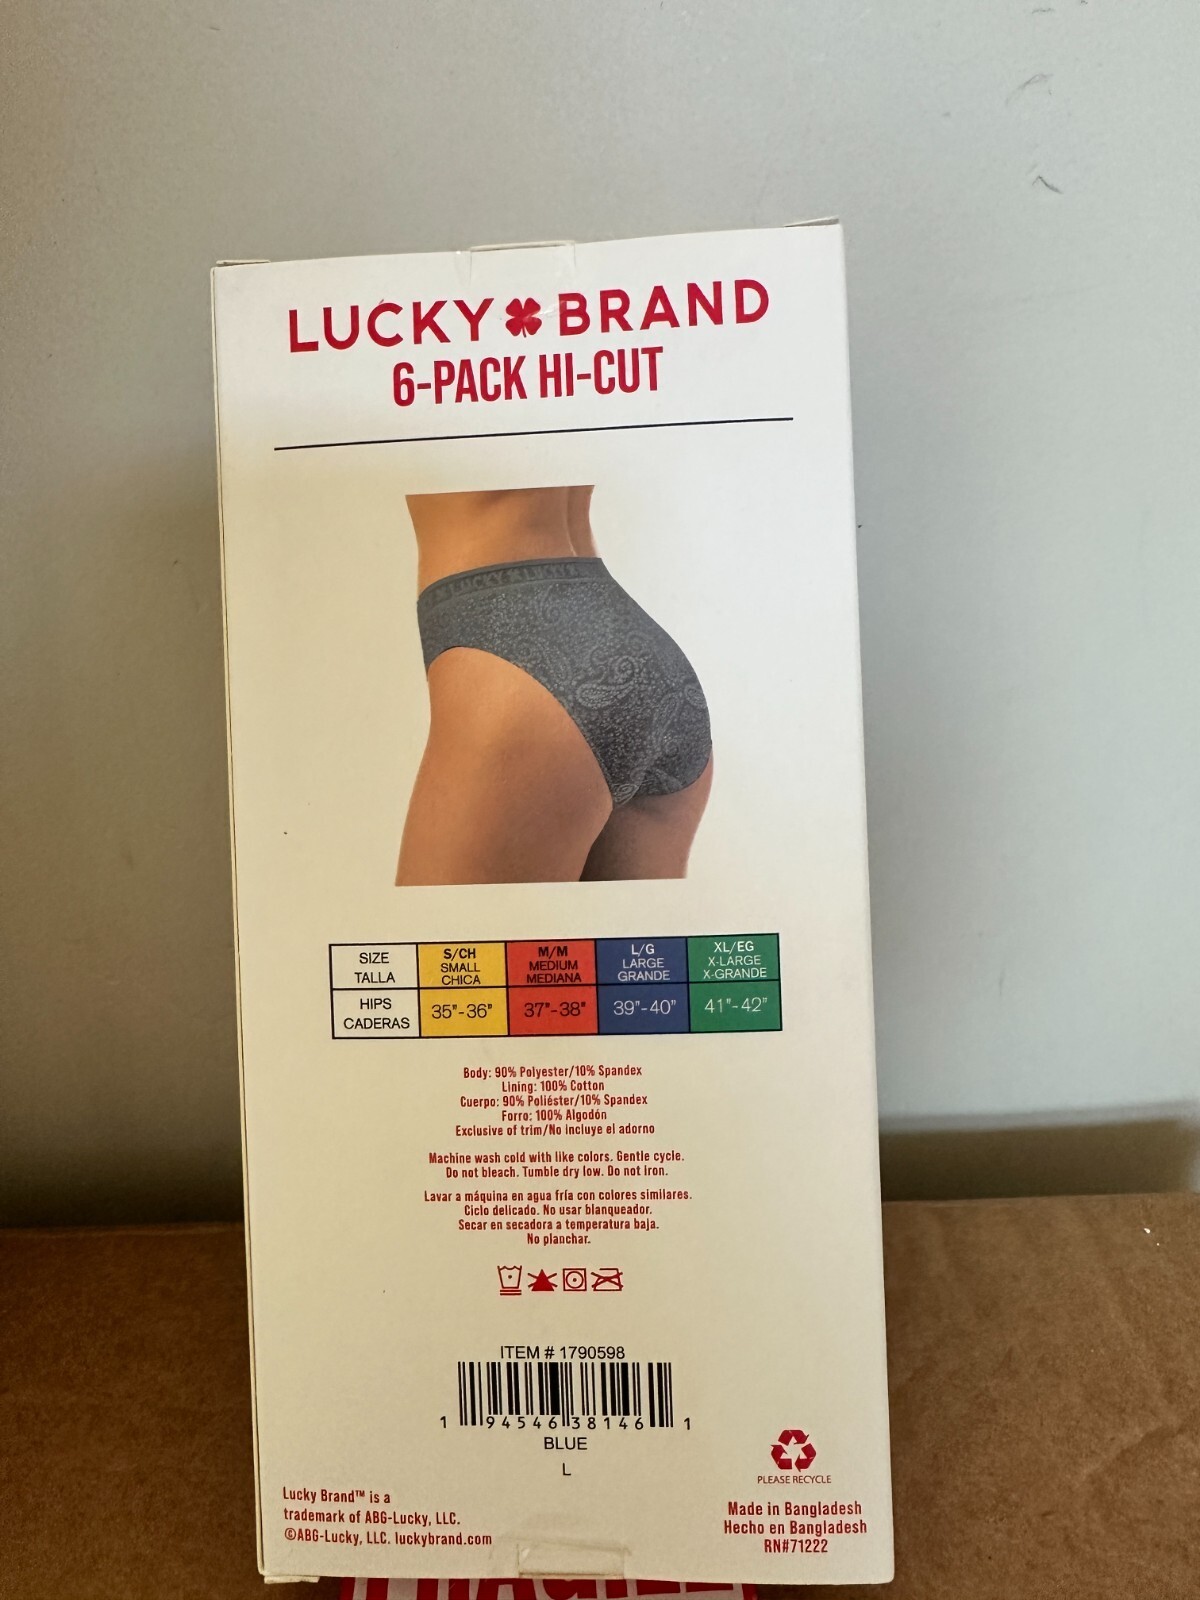 LUCKY BRAND
6-PACK HI-CUT
LUCKY LUCKY
SIZE
TALLA
S/CH
SMALL
CHICA
M/M
MEDIUM
MEDIANA
L/G
LARGE
GRANDE
XL/EG
X-LARGE
X-GRANDE
HIPS
CADERAS
35"-36"
37"-38"
39"-40"
41"-42"
Body: 90% Polyester/10% Spandex
Lining: 100% Cotton
Cuerpo: 90% Poliéster/10% Spandex
Forro: 100% Algodón
Exclusive of trim/No incluye el adorno
Machine wash cold with like colors. Gentle cycle.
Do not bleach. Tumble dry low. Do not iron.
Lavar a máquina en agua fría con colores similares.
Ciclo delicado. No usar blanqueador.
Secar en secadora a temperatura baja.
No planchar.
ITEM # 1790598
1 94546 38146 1
BLUE
L
PLEASE RECYCLE
Lucky Brand™ is a
trademark of ABG-Lucky, LLC.
©ABG-Lucky, LLC. luckybrand.com
Made in Bangladesh
Hecho en Bangladesh
RN#71222